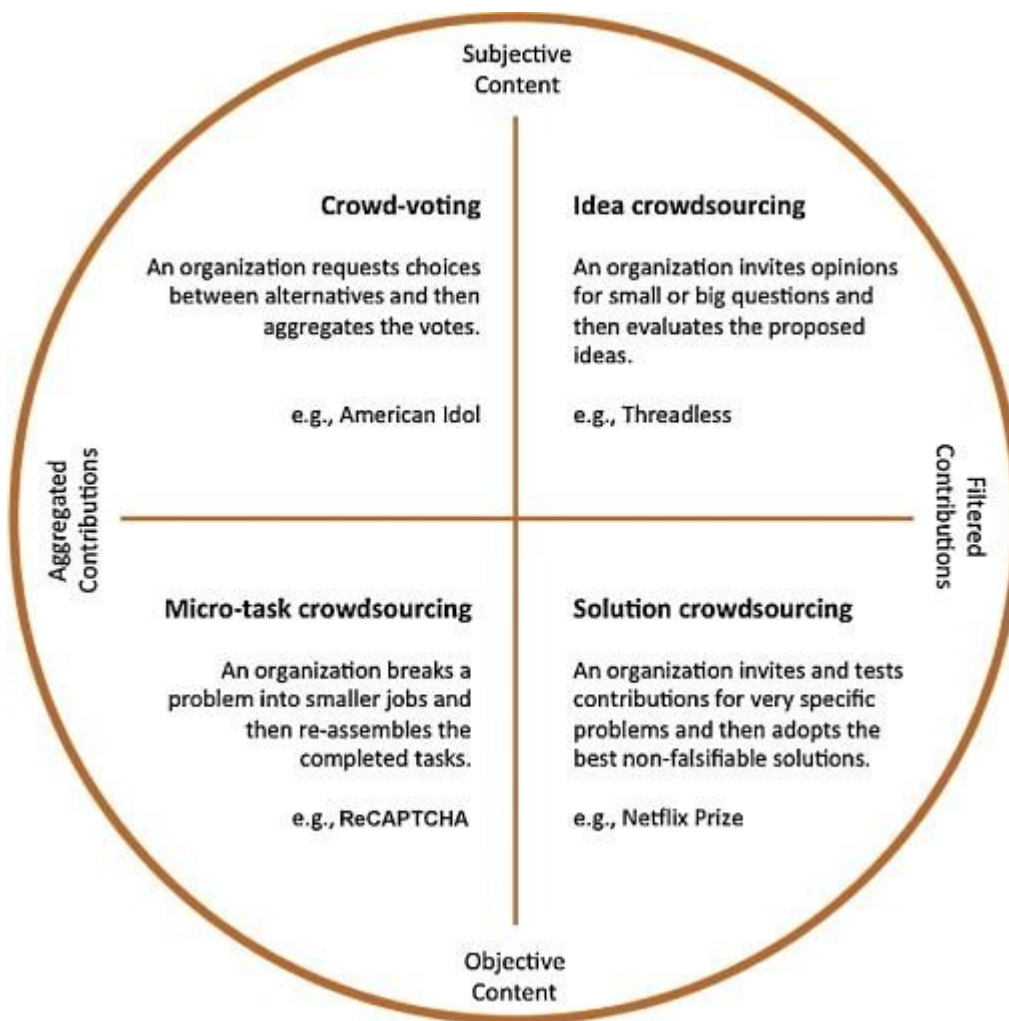 Subjective
Content
Crowd-voting
An organization requests choices
between alternatives and then
aggregates the votes.
e.g., American Idol
Idea crowdsourcing
An organization invites opinions
for small or big questions and
then evaluates the proposed
ideas.
e.g., Threadless
Aggregated
Contributions
Filtered
Contributions
Micro-task crowdsourcing
An organization breaks a
problem into smaller jobs and
then re-assembles the
completed tasks.
e.g., ReCAPTCHA
Solution crowdsourcing
An organization invites and tests
contributions for very specific
problems and then adopts the
best non-falsifiable solutions.
e.g., Netflix Prize
Objective
Content